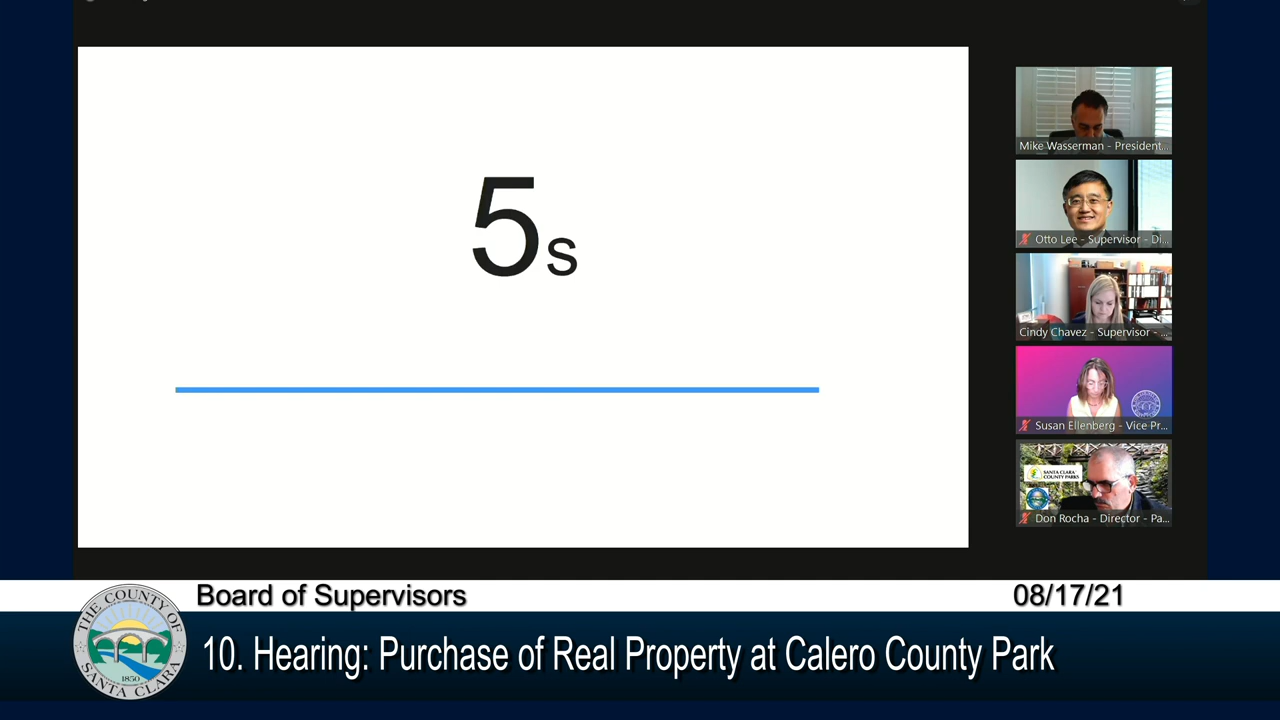 5s
Mike Wasserman - President...
Otto Lee - Supervisor - Di...
Cindy Chavez - Supervisor - ...
Susan Ellenberg - Vice Pr...
SANTA CLARA
COUNTY PARKS
Don Rocha - Director - Pa...
Board of Supervisors
08/17/21
THE COUNTY OF
SANTA CLARA
1850
10. Hearing: Purchase of Real Property at Calero County Park